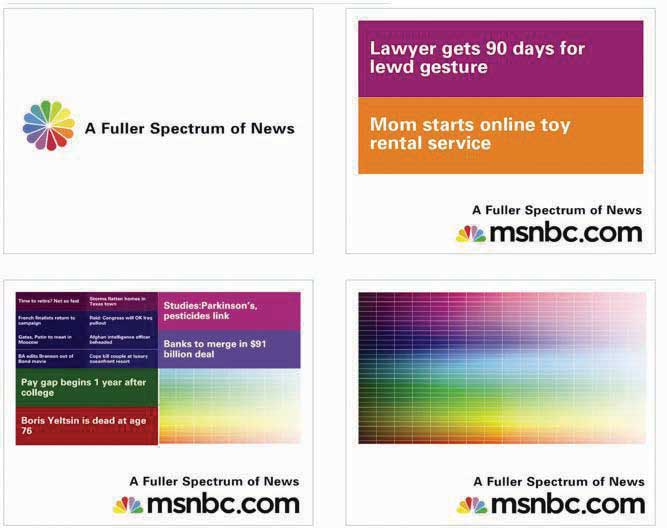 A Fuller Spectrum of News
Lawyer gets 90 days for
lewd gesture
Mom starts online toy
rental service
A Fuller Spectrum of News
msnbc.com
Time to retire? Not so fast
Storms flatten homes in
Texas town
French finalists return to
campaign
Raid: Congress will OK Iraq
pullout
Gates, Putin to meet in
Moscow
Afghan intelligence officer
beheaded
BA edits Branson out of
Bond movie
Cops kill couple at luxury
oceanfront resort
Studies:Parkinson's,
pesticides link
Banks to merge in $91
billion deal
Pay gap begins 1 year after
college
Boris Yeltsin is dead at age
76
A Fuller Spectrum of News
msnbc.com
A Fuller Spectrum of News
msnbc.com